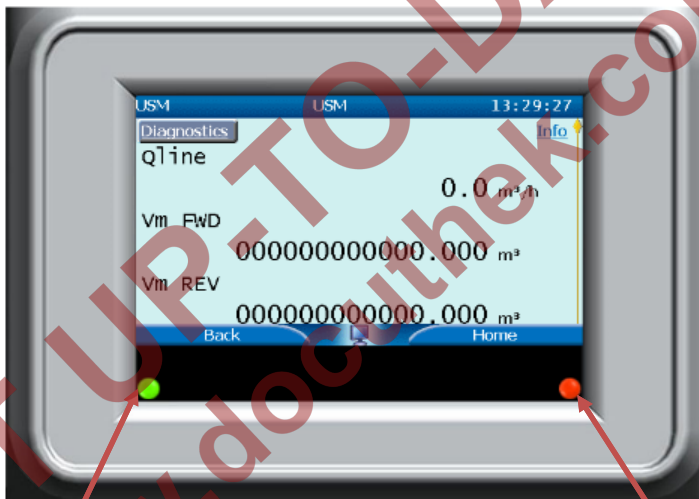 USM USM 13:29:27
Diagnostics Info
Qline
0.0 m³/h
Vm FWD
000000000000.000 m³
Vm REV
000000000000.000 m³
Back Home
T UP-TO-DA
w.docuthek.co